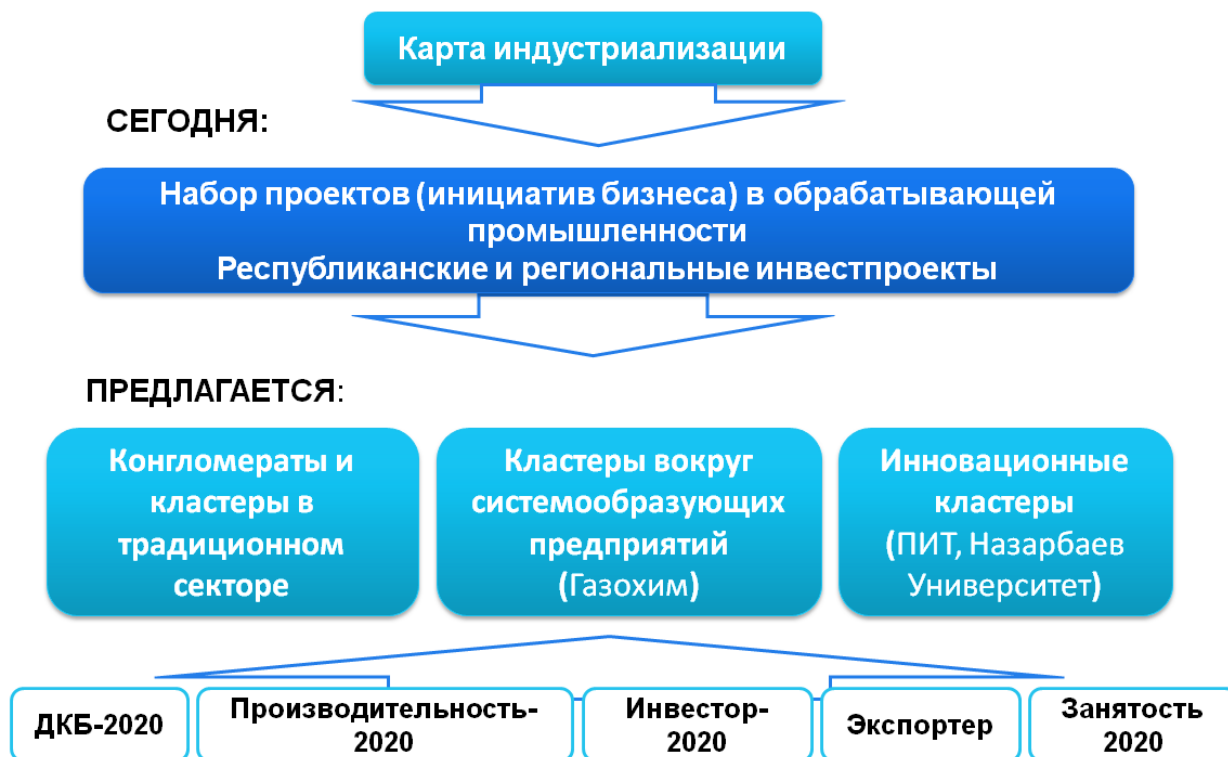 Карта индустриализации
СЕГОДНЯ:
Набор проектов (инициатив бизнеса) в обрабатывающей
промышленности
Республиканские и региональные инвестпроекты
ПРЕДЛАГАЕТСЯ:
Конгломераты и
кластеры в
традиционном
секторе
Кластеры вокруг
системообразующих
предприятий
(Газохим)
Инновационные
кластеры
(ПИТ, Назарбаев
Университет)
ДКБ-2020
Производительность-
2020
Инвестор-
2020
Экспортер
Занятость
2020